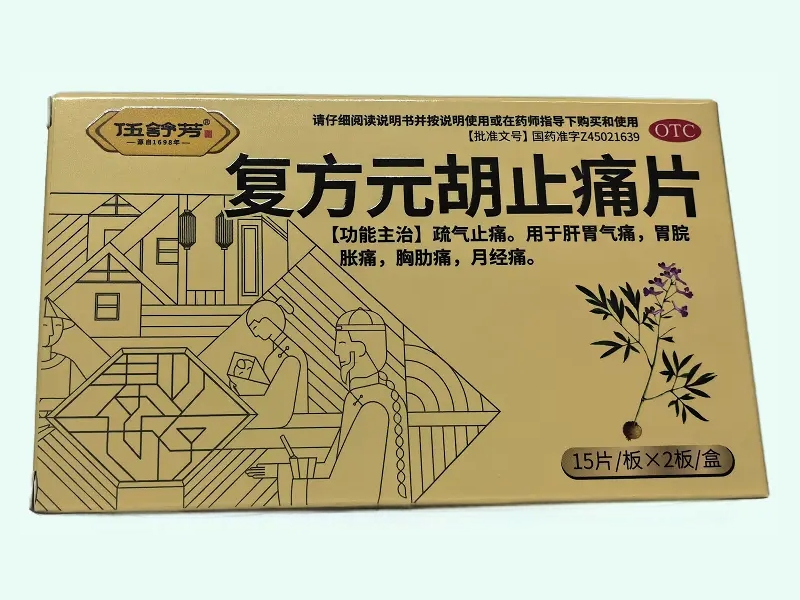 伍舒芳®
源自1698年
请仔细阅读说明书并按说明使用或在药师指导下购买和使用
【批准文号】国药准字Z45021639
OTC
复方元胡止痛片
【功能主治】疏气止痛。用于肝胃气痛，胃脘
胀痛，胸肋痛，月经痛。
15片/板×2板/盒